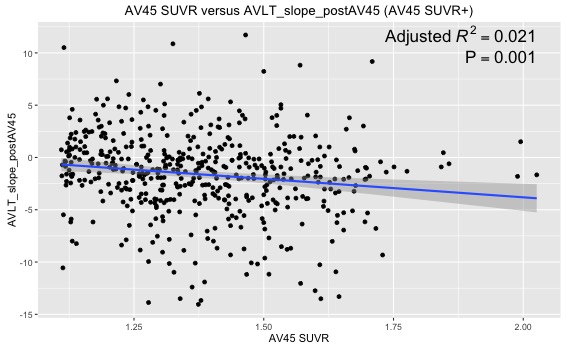 AV45 SUVR versus AVLT_slope_postAV45 (AV45 SUVR+)
Adjusted R² = 0.021
P = 0.001
10
5
0
-5
-10
-15
AVLT_slope_postAV45
1.25
1.50
1.75
2.00
AV45 SUVR